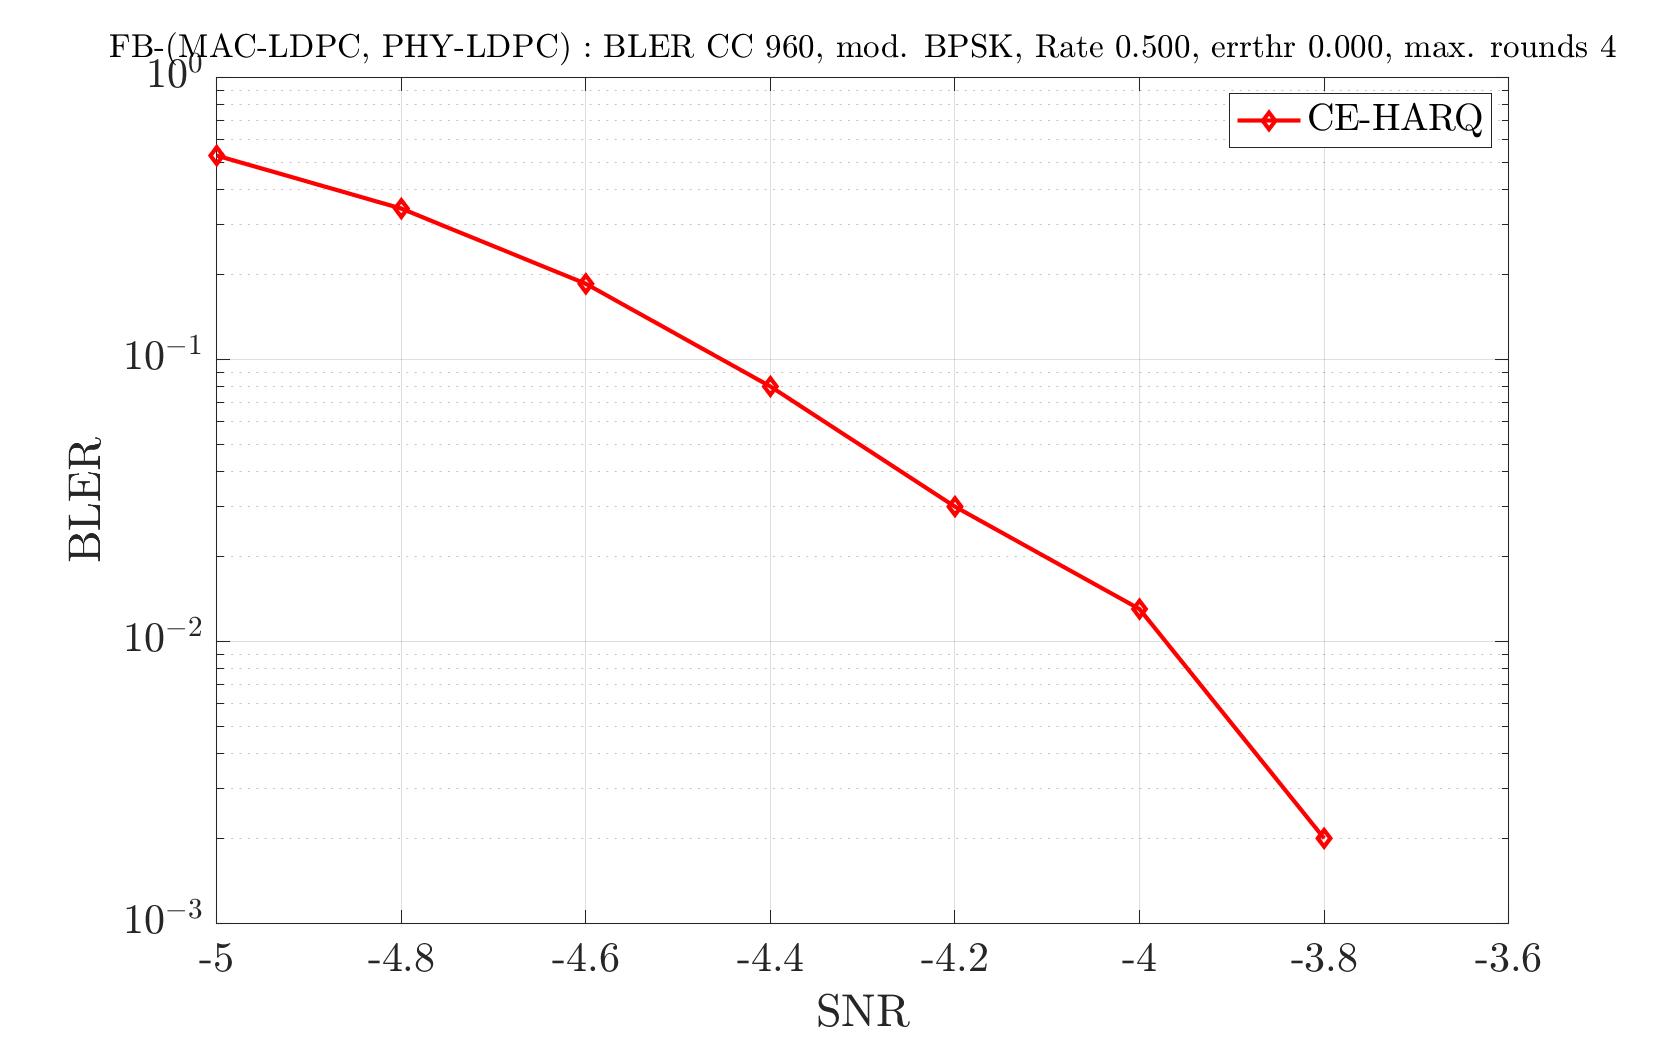 FB-(MAC-LDPC, PHY-LDPC) : BLER CC 960, mod. BPSK, Rate 0.500, errthr 0.000, max. rounds 4
10⁰
CE-HARQ
10⁻¹
BLER
10⁻²
10⁻³
-5 -4.8 -4.6 -4.4 -4.2 -4 -3.8 -3.6
SNR